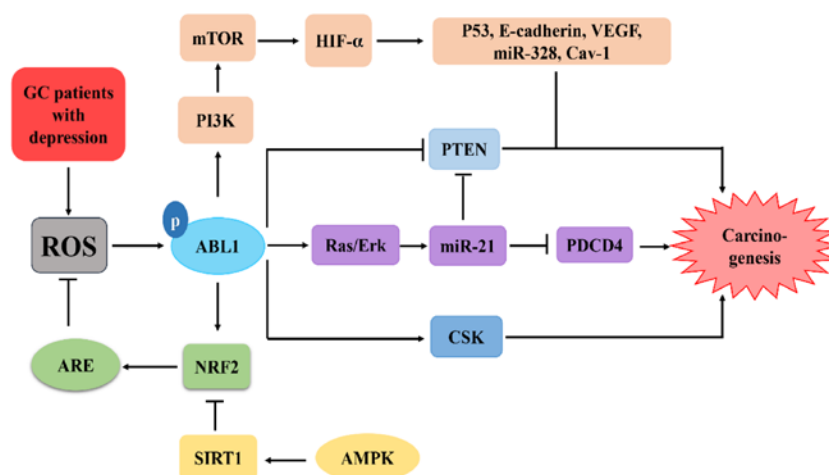 mTOR
HIF-α
P53, E-cadherin, VEGF,
miR-328, Cav-1
GC patients
with
depression
PI3K
PTEN
p
ROS
ABL1
Ras/Erk
miR-21
PDCD4
Carcino-
genesis
CSK
ARE
NRF2
SIRT1
AMPK